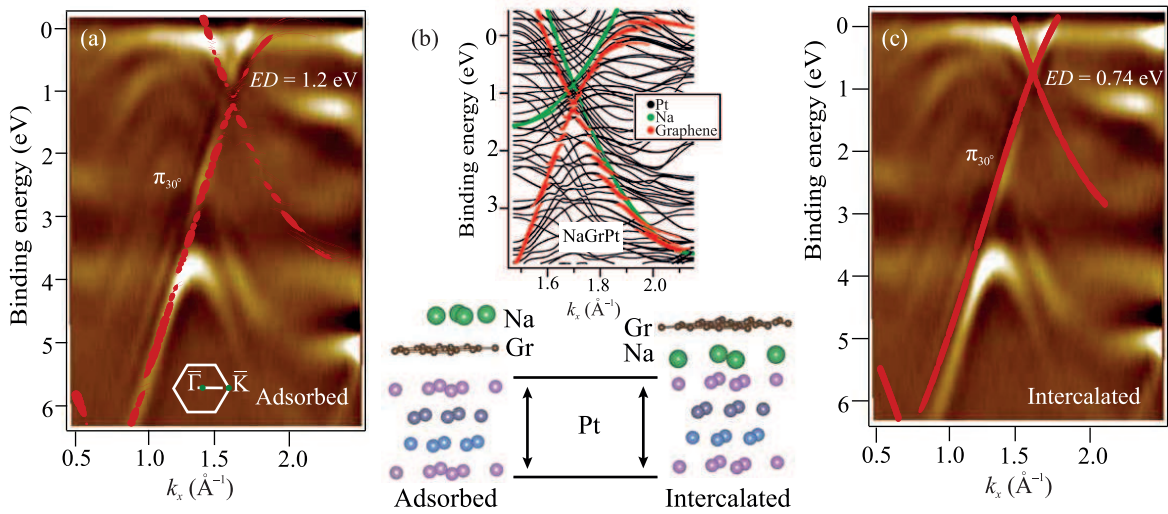 (a)
ED = 1.2 eV
π30°
Γ̅ K̅
Adsorbed
Binding energy (eV)
0
1
2
3
4
5
6
0.5 1.0 1.5 2.0
kx (Å⁻¹)
(b)
Binding energy (eV)
0
1
2
3
Pt
Na
Graphene
NaGrPt
1.6 1.8 2.0
kx (Å⁻¹)
Na
Gr
Gr
Na
Pt
Adsorbed
Intercalated
(c)
ED = 0.74 eV
π30°
Intercalated
Binding energy (eV)
0
1
2
3
4
5
6
0.5 1.0 1.5 2.0
kx (Å⁻¹)